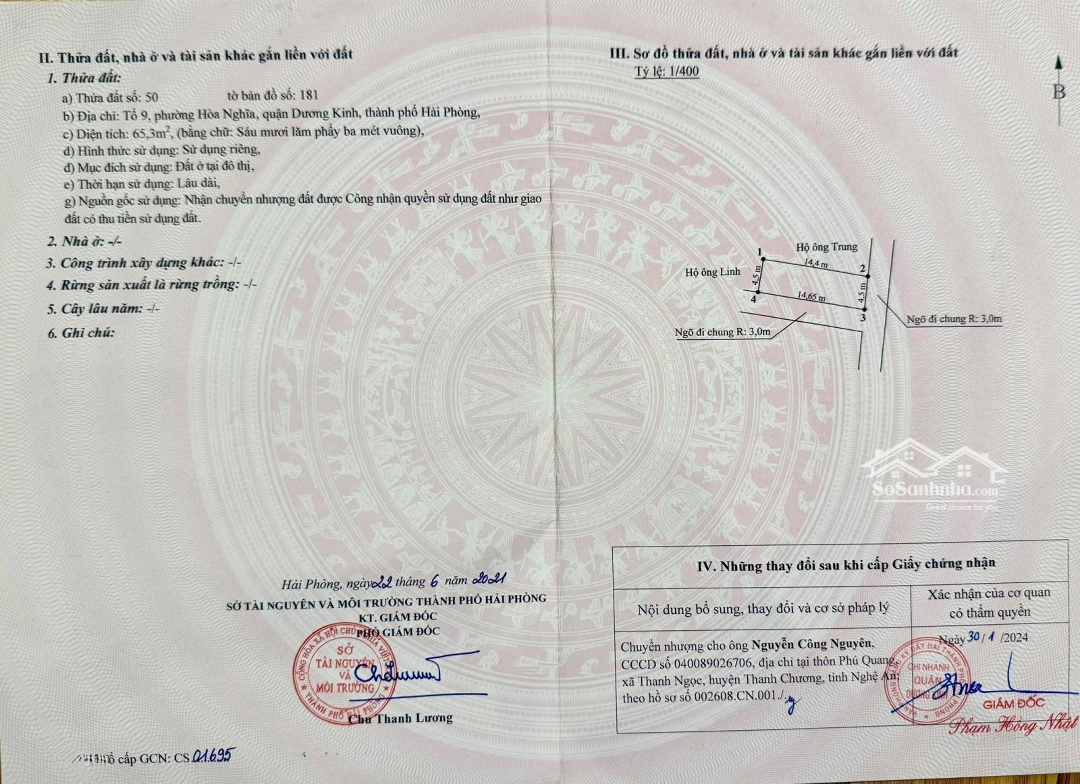 II. Thửa đất, nhà ở và tài sản khác gắn liền với đất
1. Thửa đất:
a) Thửa đất số: 50 tờ bản đồ số: 181
b) Địa chỉ: Tổ 9, phường Hòa Nghĩa, quận Dương Kinh, thành phố Hải Phòng,
c) Diện tích: 65,3m², (bằng chữ: Sáu mươi lăm phẩy ba mét vuông),
d) Hình thức sử dụng: Sử dụng riêng,
đ) Mục đích sử dụng: Đất ở tại đô thị,
e) Thời hạn sử dụng: Lâu dài,
g) Nguồn gốc sử dụng: Nhận chuyển nhượng đất được Công nhận quyền sử dụng đất như giao
đất có thu tiền sử dụng đất.
2. Nhà ở: -/-
3. Công trình xây dựng khác: -/-
4. Rừng sản xuất là rừng trồng: -/-
5. Cây lâu năm: -/-
6. Ghi chú:
Hải Phòng, ngày 22 tháng 6 năm 2021
SỞ TÀI NGUYÊN VÀ MÔI TRƯỜNG THÀNH PHỐ HẢI PHÒNG
KT. GIÁM ĐỐC
PHÓ GIÁM ĐỐC
SỞ
TÀI NGUYÊN
VÀ
MÔI TRƯỜNG
THÀNH PHỐ HẢI PHÒNG
Chu Thanh Lương
cấp GCN: CS 01695
III. Sơ đồ thửa đất, nhà ở và tài sản khác gắn liền với đất
Tỷ lệ: 1/400
B
Hộ ông Trung
1
14,4 m
2
Hộ ông Linh
4,5 m
4,5 m
14,65 m
4
3
Ngõ đi chung R: 3,0m
Ngõ đi chung R: 3,0m
SoSanhnha.com
Great choice for you
IV. Những thay đổi sau khi cấp Giấy chứng nhận
Nội dung bổ sung, thay đổi và cơ sở pháp lý
Xác nhận của cơ quan
có thẩm quyền
Chuyển nhượng cho ông Nguyễn Công Nguyên,
CCCD số 040089026706, địa chỉ tại thôn Phú Quang,
xã Thanh Ngọc, huyện Thanh Chương, tỉnh Nghệ An;
theo hồ sơ số 002608.CN.001./.
Ngày 30/1/2024
CHI NHÁNH
QUẬN
DƯƠNG KINH
GIÁM ĐỐC
Phạm Hồng Nhật